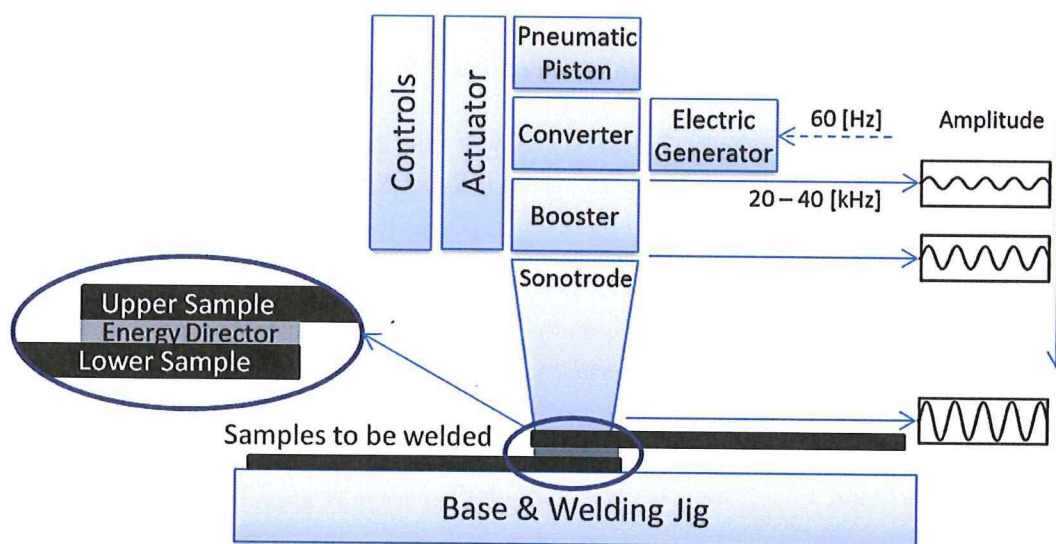 Controls
Actuator
Pneumatic
Piston
Converter
Booster
Sonotrode
Electric
Generator
60 [Hz]
Amplitude
20 – 40 [kHz]
Upper Sample
Energy Director
Lower Sample
Samples to be welded
Base & Welding Jig